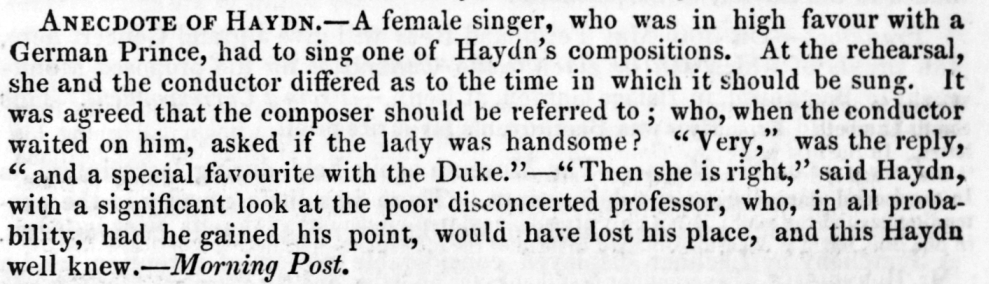 ANECDOTE OF HAYDN.—A female singer, who was in high favour with a
German Prince, had to sing one of Haydn's compositions. At the rehearsal,
she and the conductor differed as to the time in which it should be sung. It
was agreed that the composer should be referred to ; who, when the conductor
waited on him, asked if the lady was handsome? “Very,” was the reply,
“and a special favourite with the Duke.”—“Then she is right,” said Haydn,
with a significant look at the poor disconcerted professor, who, in all proba-
bility, had he gained his point, would have lost his place, and this Haydn
well knew.—Morning Post.